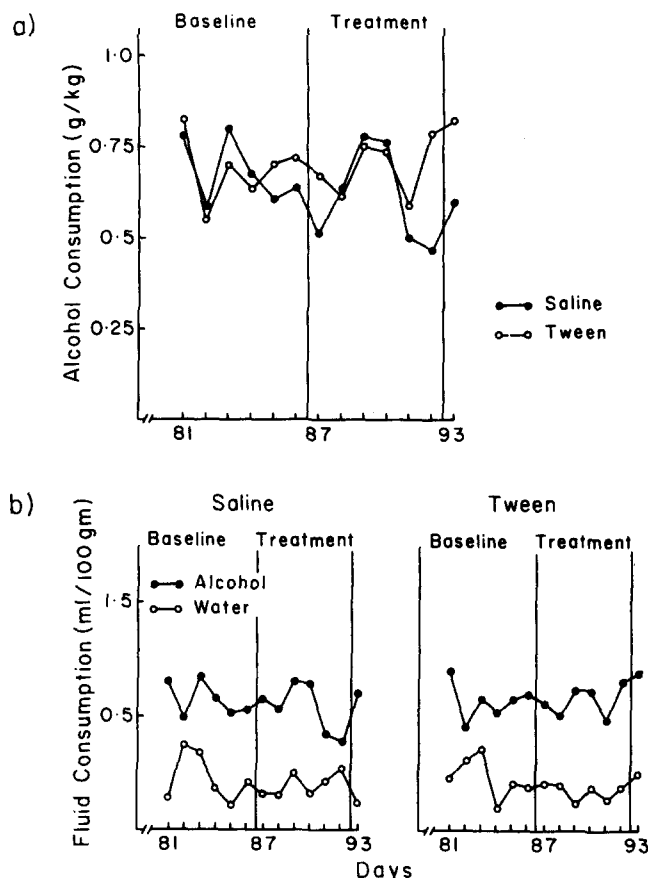 a)
Baseline Treatment
Alcohol Consumption (g/kg)
1·0
0·75
0·5
0·25
Saline
Tween
81 87 93
b)
Saline Tween
Baseline Treatment Baseline Treatment
Alcohol
Water
Fluid Consumption (ml/100 gm)
1·5
0·5
81 87 93 81 87 93
Days